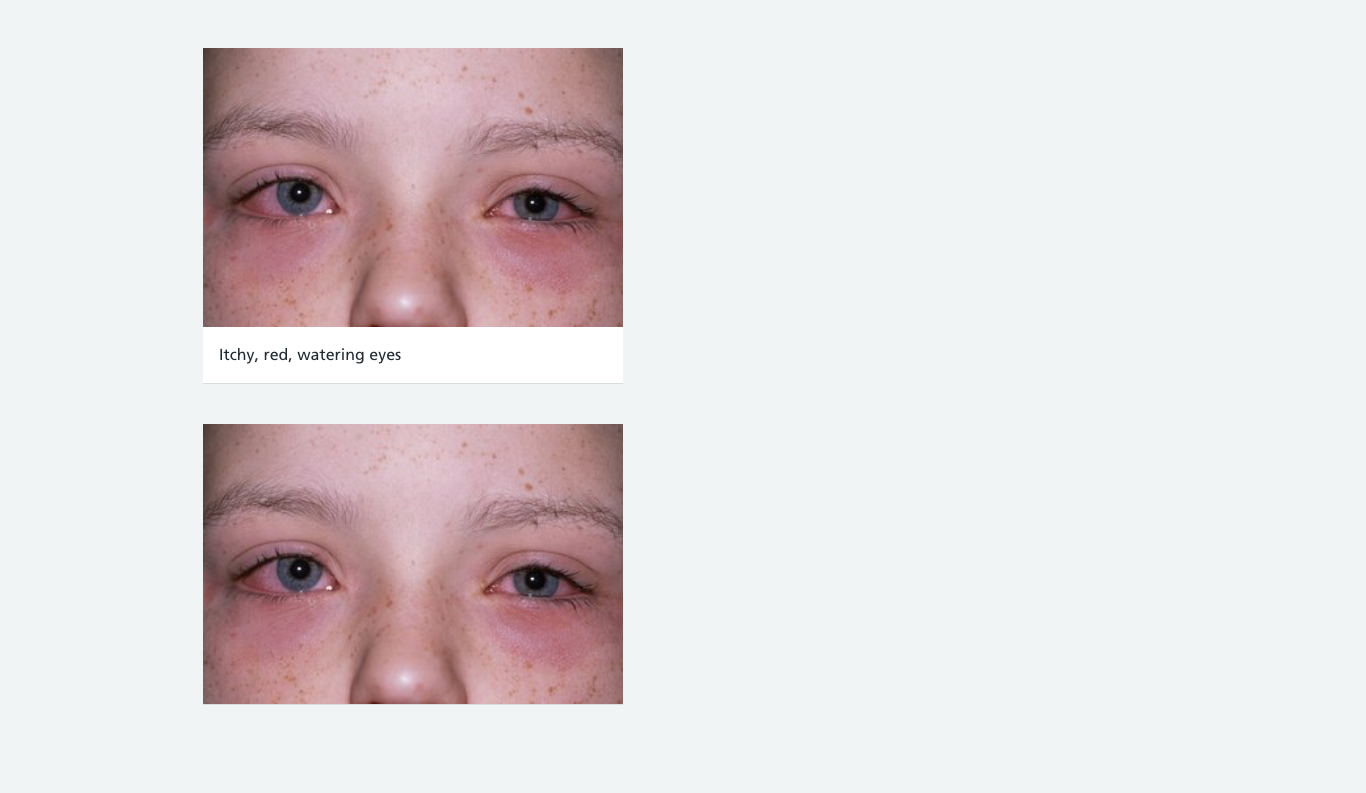 Itchy, red, watering eyes